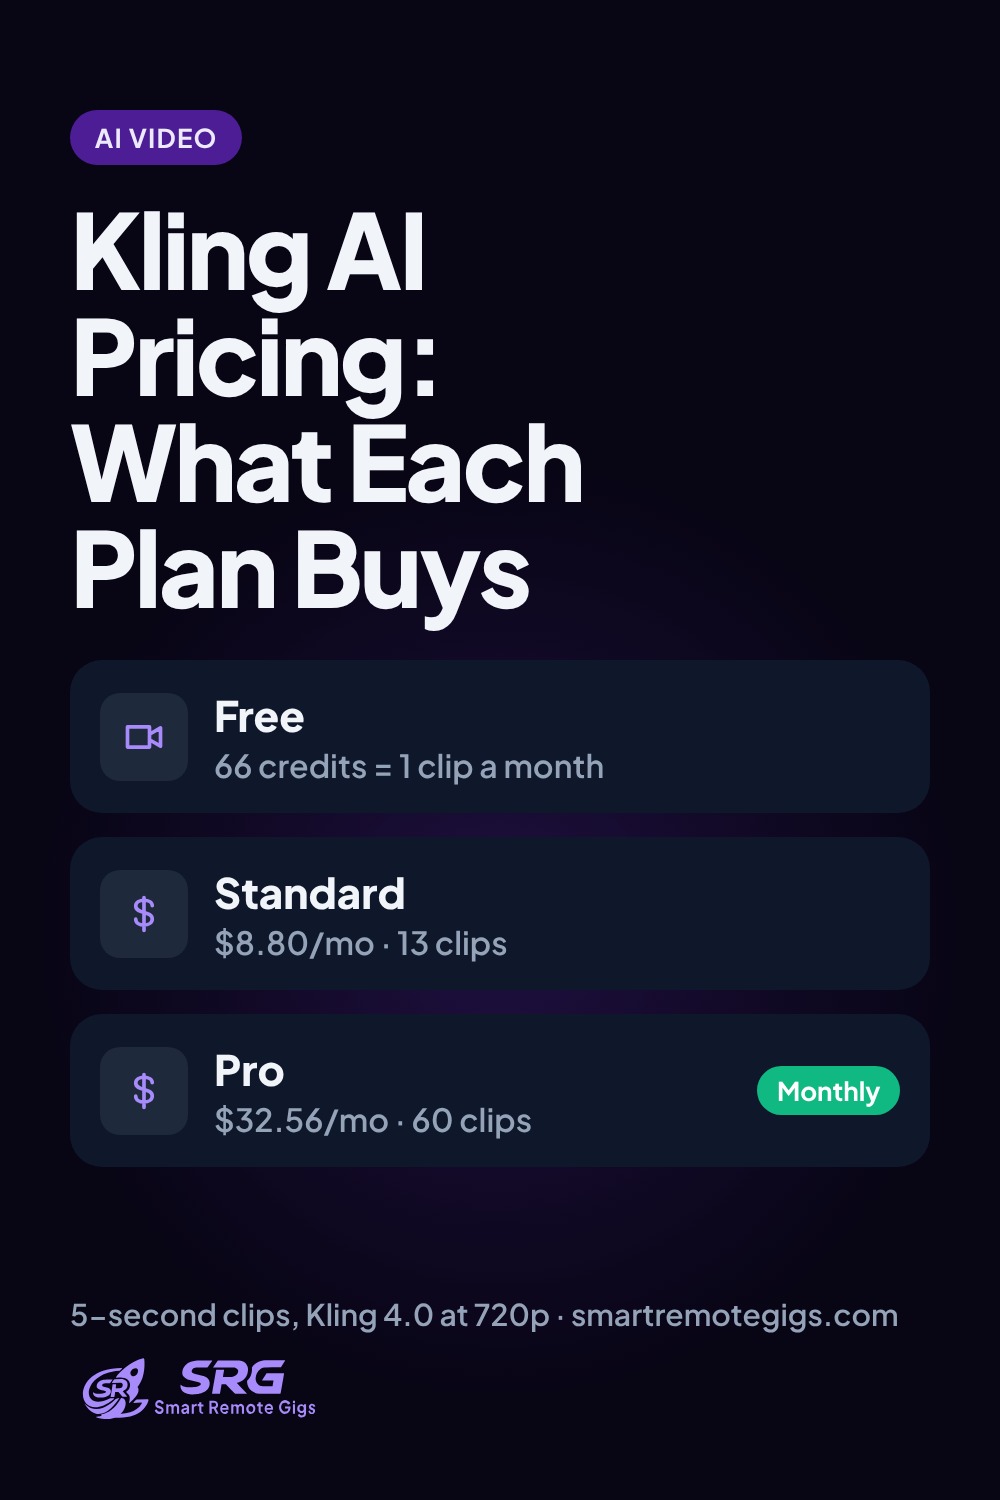 AI VIDEO
Kling AI
Pricing:
What Each
Plan Buys
Free
66 credits = 1 clip a month
Standard
$8.80/mo · 13 clips
Pro
$32.56/mo · 60 clips
Monthly
5–second clips, Kling 4.0 at 720p · smartremotegigs.com
SR
SRG
Smart Remote Gigs